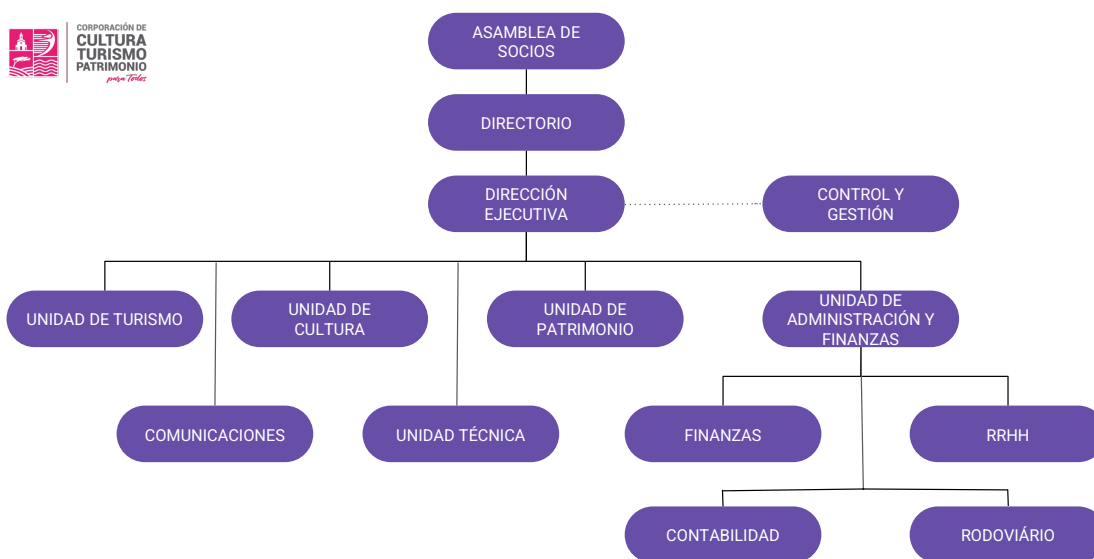 CORPORACIÓN DE
CULTURA
TURISMO
PATRIMONIO
para Todos
ASAMBLEA DE
SOCIOS
DIRECTORIO
DIRECCIÓN
EJECUTIVA
CONTROL Y
GESTIÓN
UNIDAD DE TURISMO
UNIDAD DE
CULTURA
UNIDAD DE
PATRIMONIO
UNIDAD DE
ADMINISTRACIÓN Y
FINANZAS
COMUNICACIONES
UNIDAD TÉCNICA
FINANZAS
RRHH
CONTABILIDAD
RODOVIÁRIO